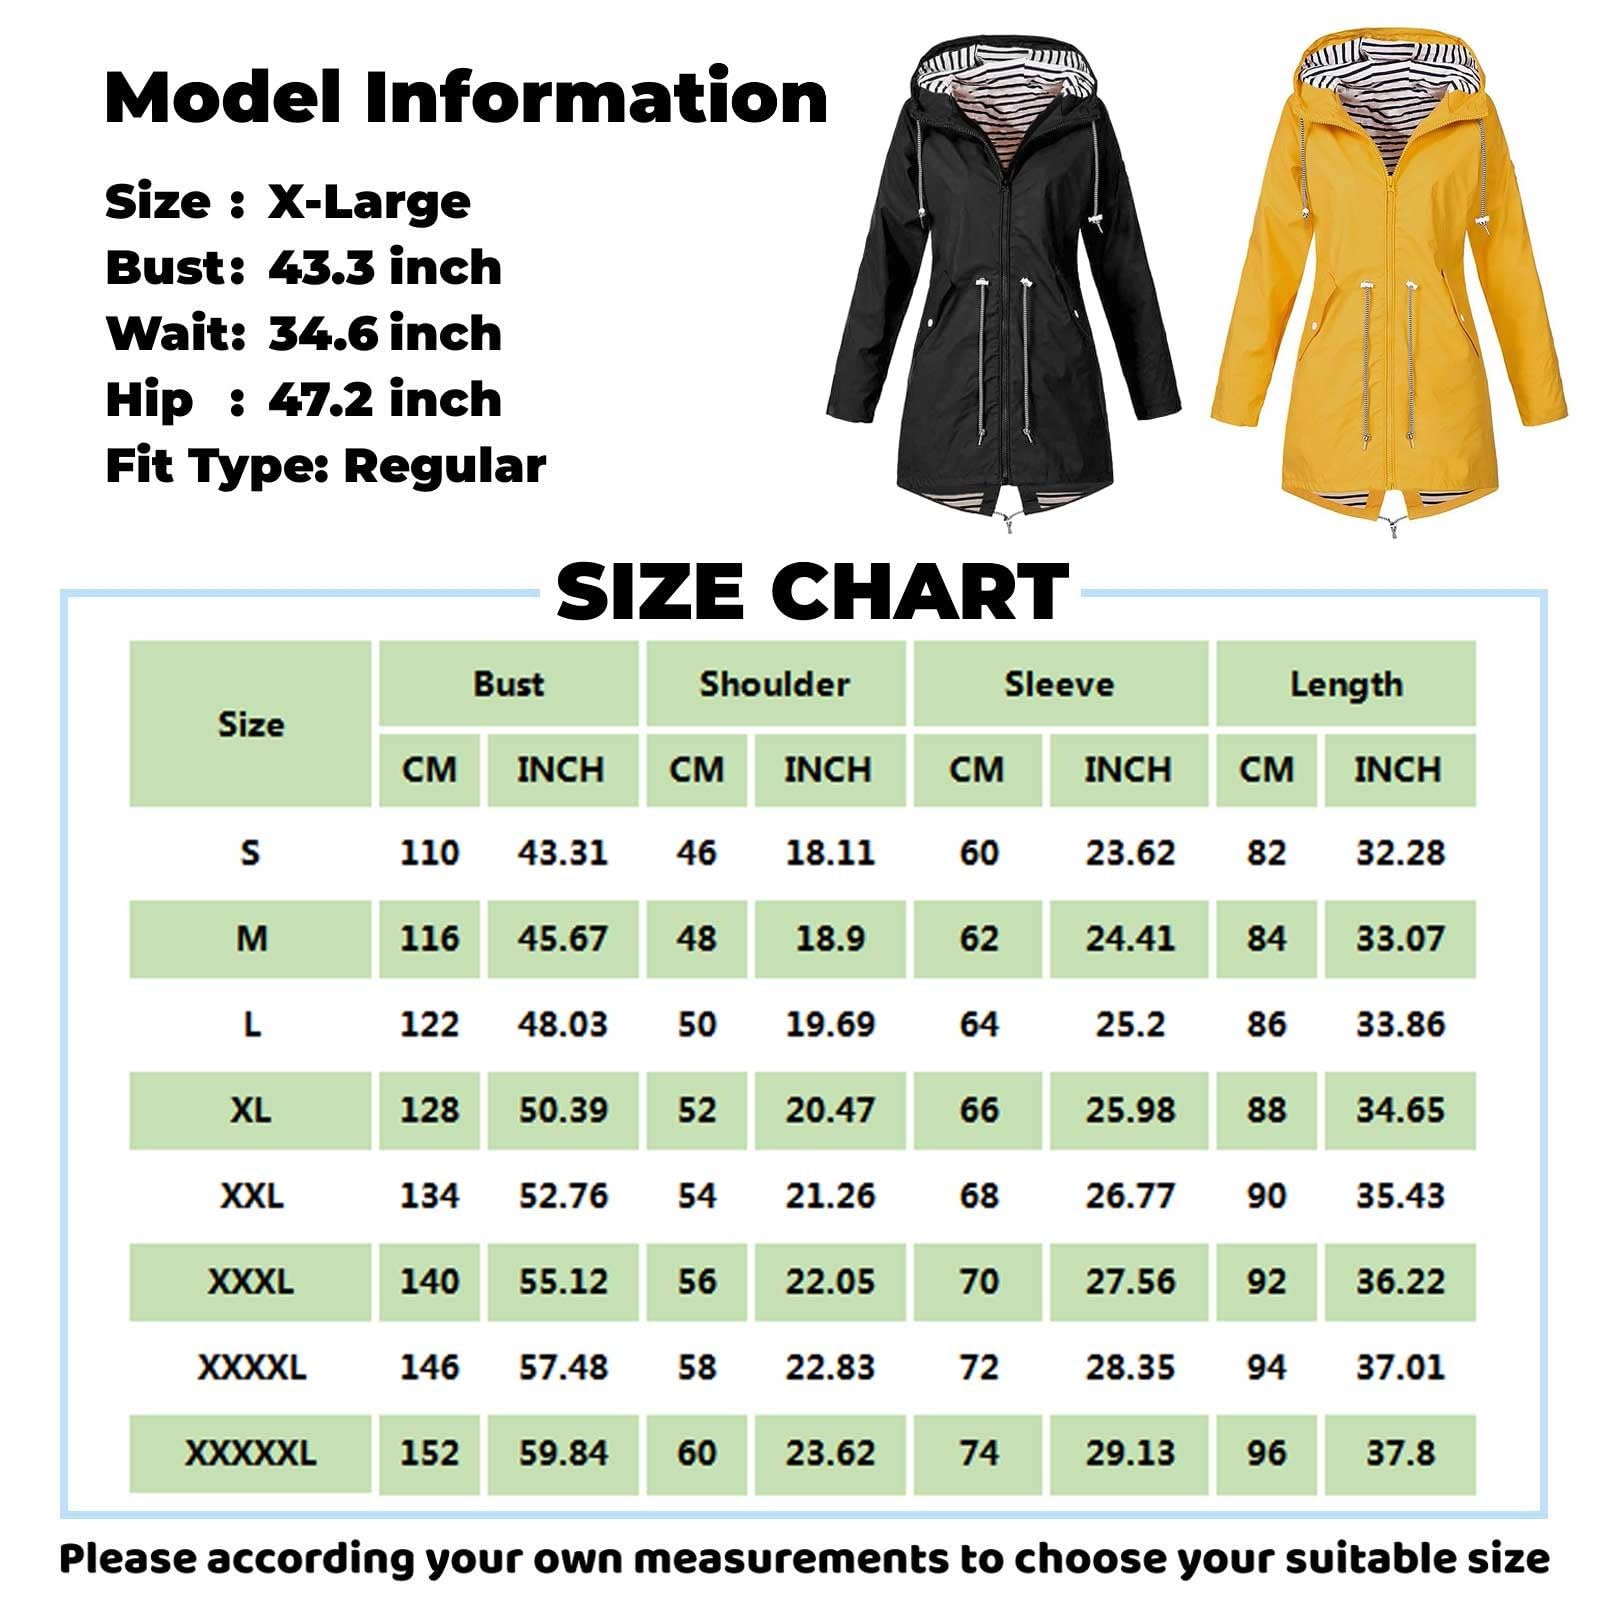 Model Information
Size : X-Large
Bust: 43.3 inch
Wait: 34.6 inch
Hip : 47.2 inch
Fit Type: Regular
SIZE CHART
Size Bust Shoulder Sleeve Length
CM INCH CM INCH CM INCH CM INCH
S 110 43.31 46 18.11 60 23.62 82 32.28
M 116 45.67 48 18.9 62 24.41 84 33.07
L 122 48.03 50 19.69 64 25.2 86 33.86
XL 128 50.39 52 20.47 66 25.98 88 34.65
XXL 134 52.76 54 21.26 68 26.77 90 35.43
XXXL 140 55.12 56 22.05 70 27.56 92 36.22
XXXXL 146 57.48 58 22.83 72 28.35 94 37.01
XXXXXL 152 59.84 60 23.62 74 29.13 96 37.8
Please according your own measurements to choose your suitable size